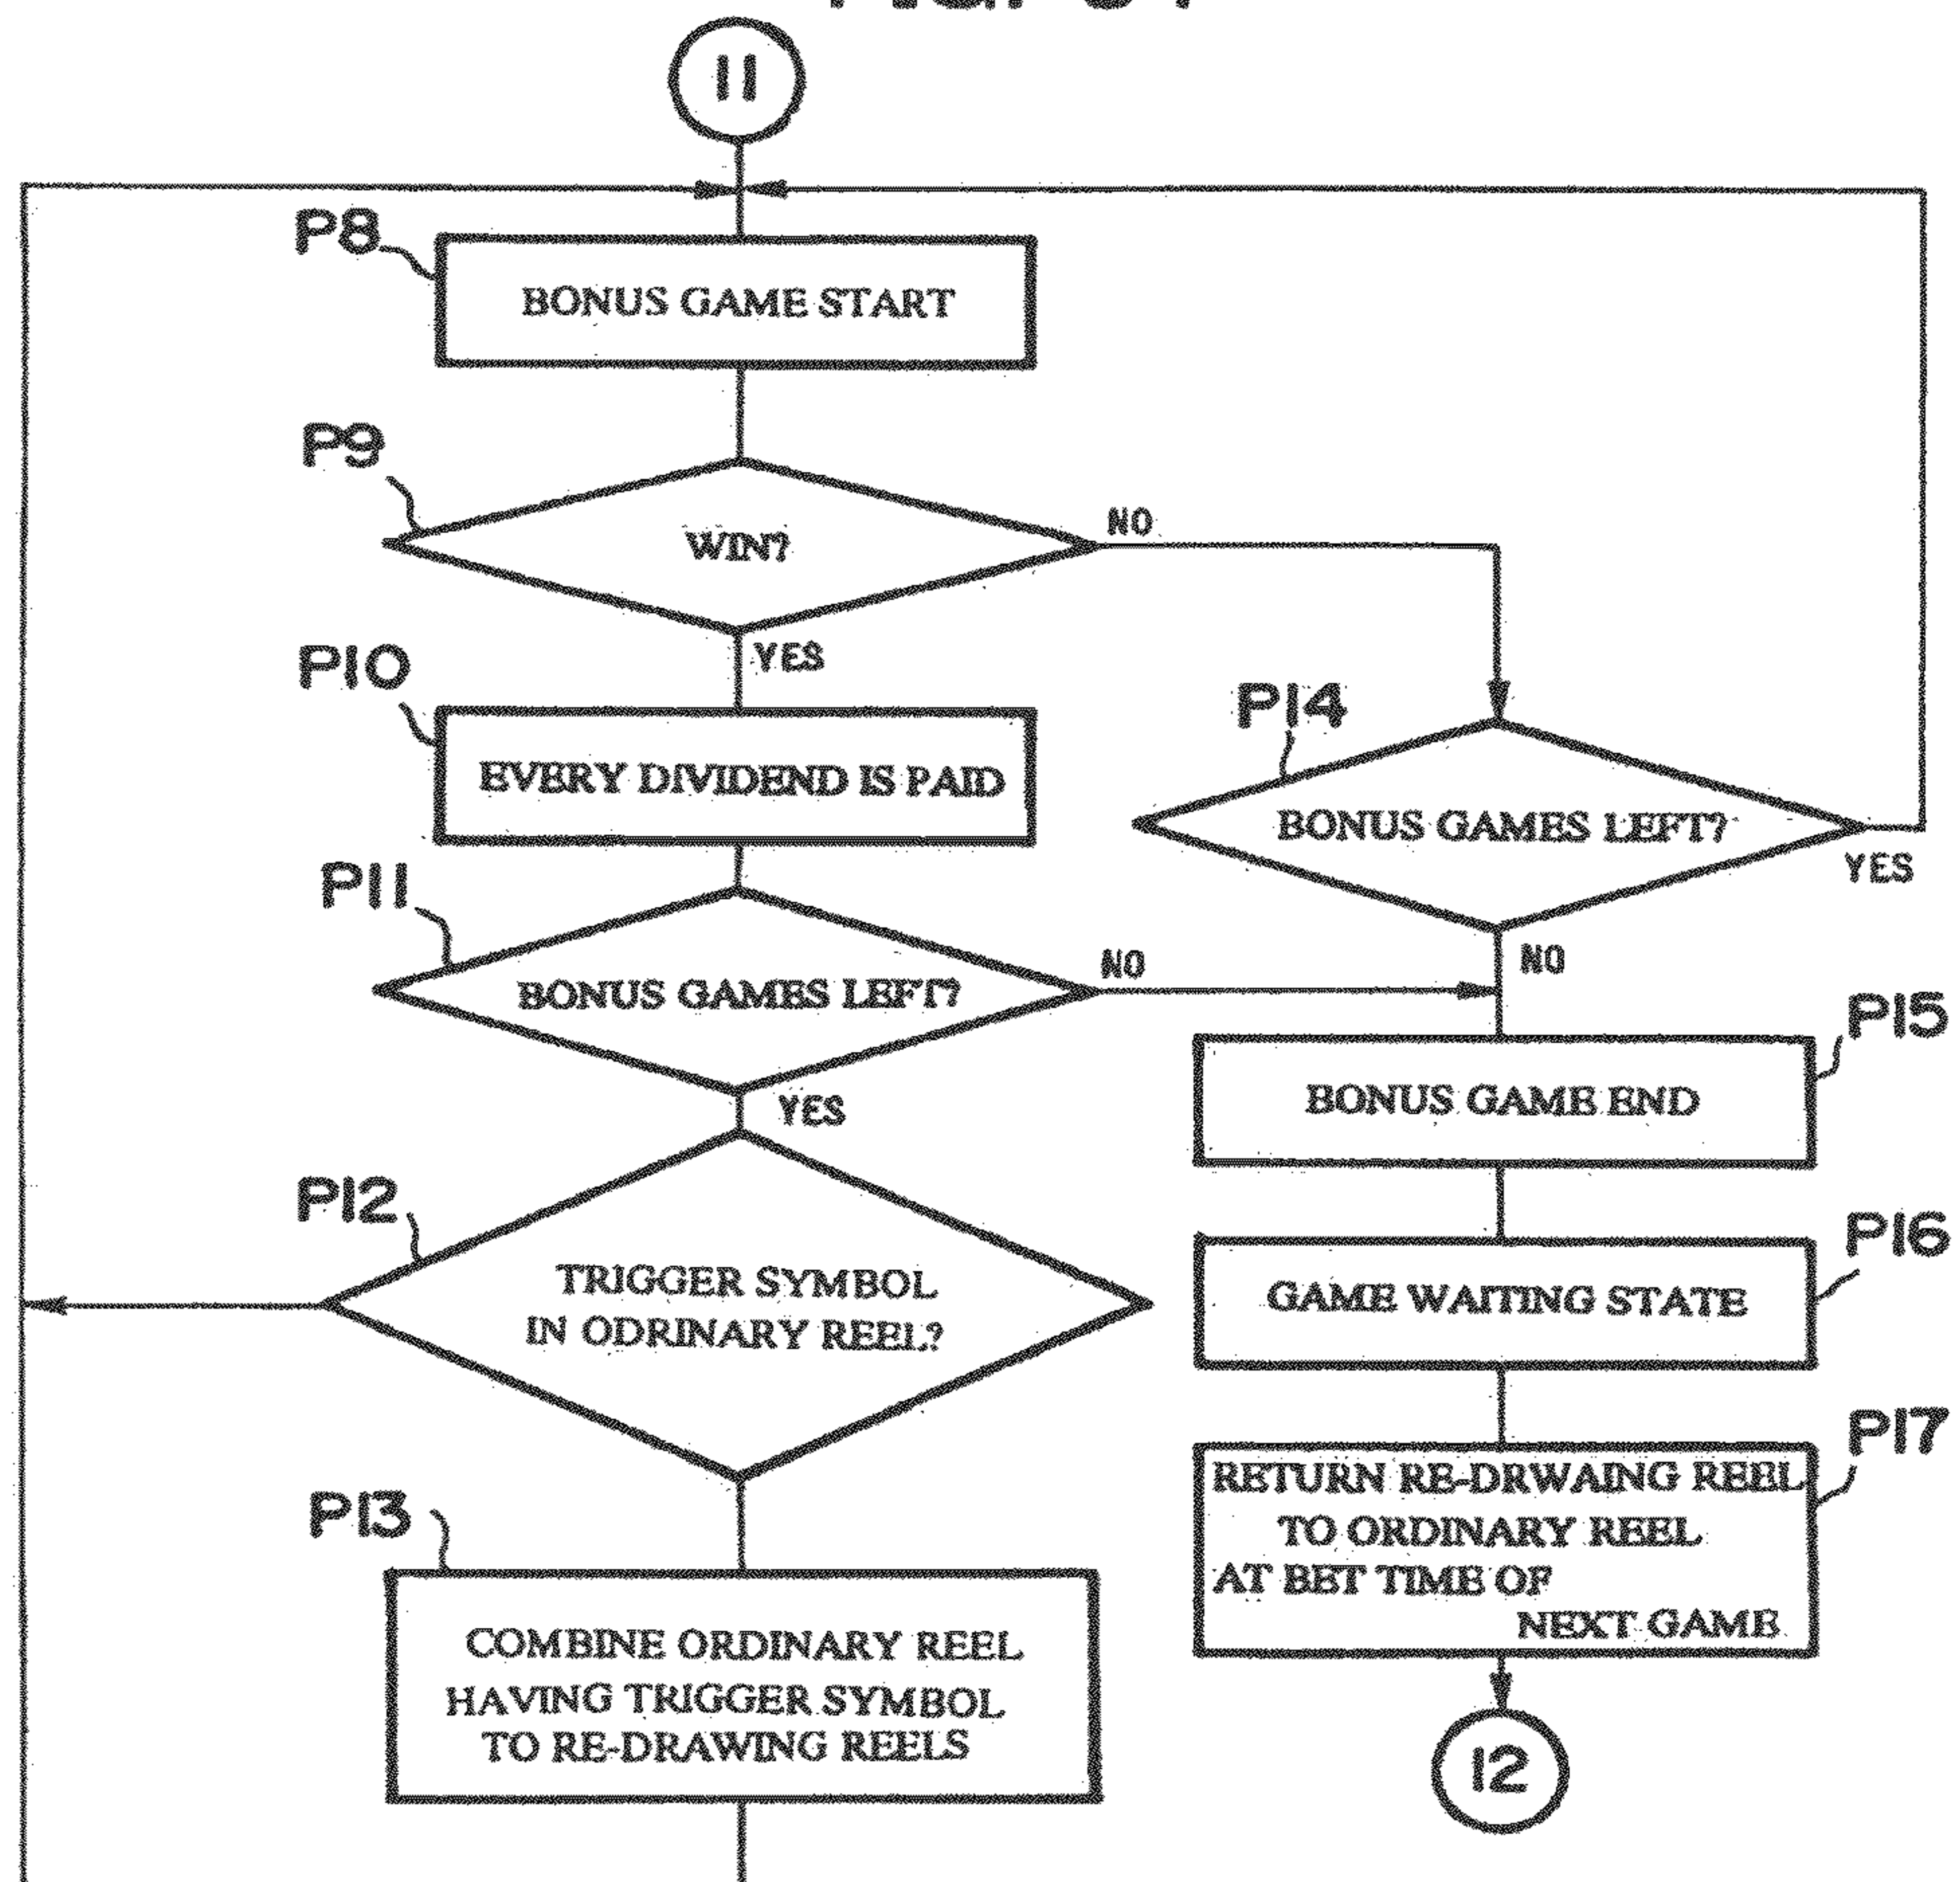 11
P8
BONUS GAME START
P9
WIN?
NO
YES
P10
EVERY DIVIDEND IS PAID
P14
BONUS GAMES LEFT?
YES
NO
P11
BONUS GAMES LEFT?
NO
YES
P15
BONUS GAME END
P12
TRIGGER SYMBOL
IN ODRINARY REEL?
P16
GAME WAITING STATE
P17
RETURN RE-DRWAING REEL
TO ORDINARY REEL
AT BET TIME OF
NEXT GAME
P13
COMBINE ORDINARY REEL
HAVING TRIGGER SYMBOL
TO RE-DRAWING REELS
12